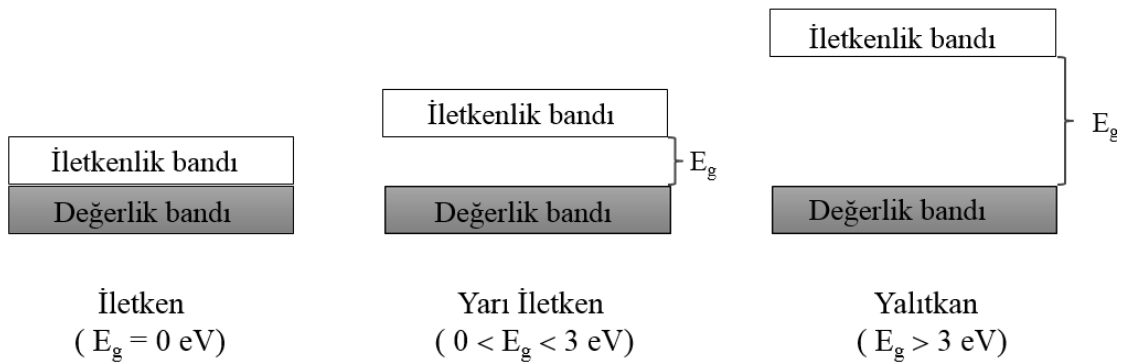 İletkenlik bandı
Değerlik bandı
İletken
( E_g = 0 eV)
İletkenlik bandı
E_g
Değerlik bandı
Yarı İletken
( 0 < E_g < 3 eV)
İletkenlik bandı
E_g
Değerlik bandı
Yalıtkan
( E_g > 3 eV)